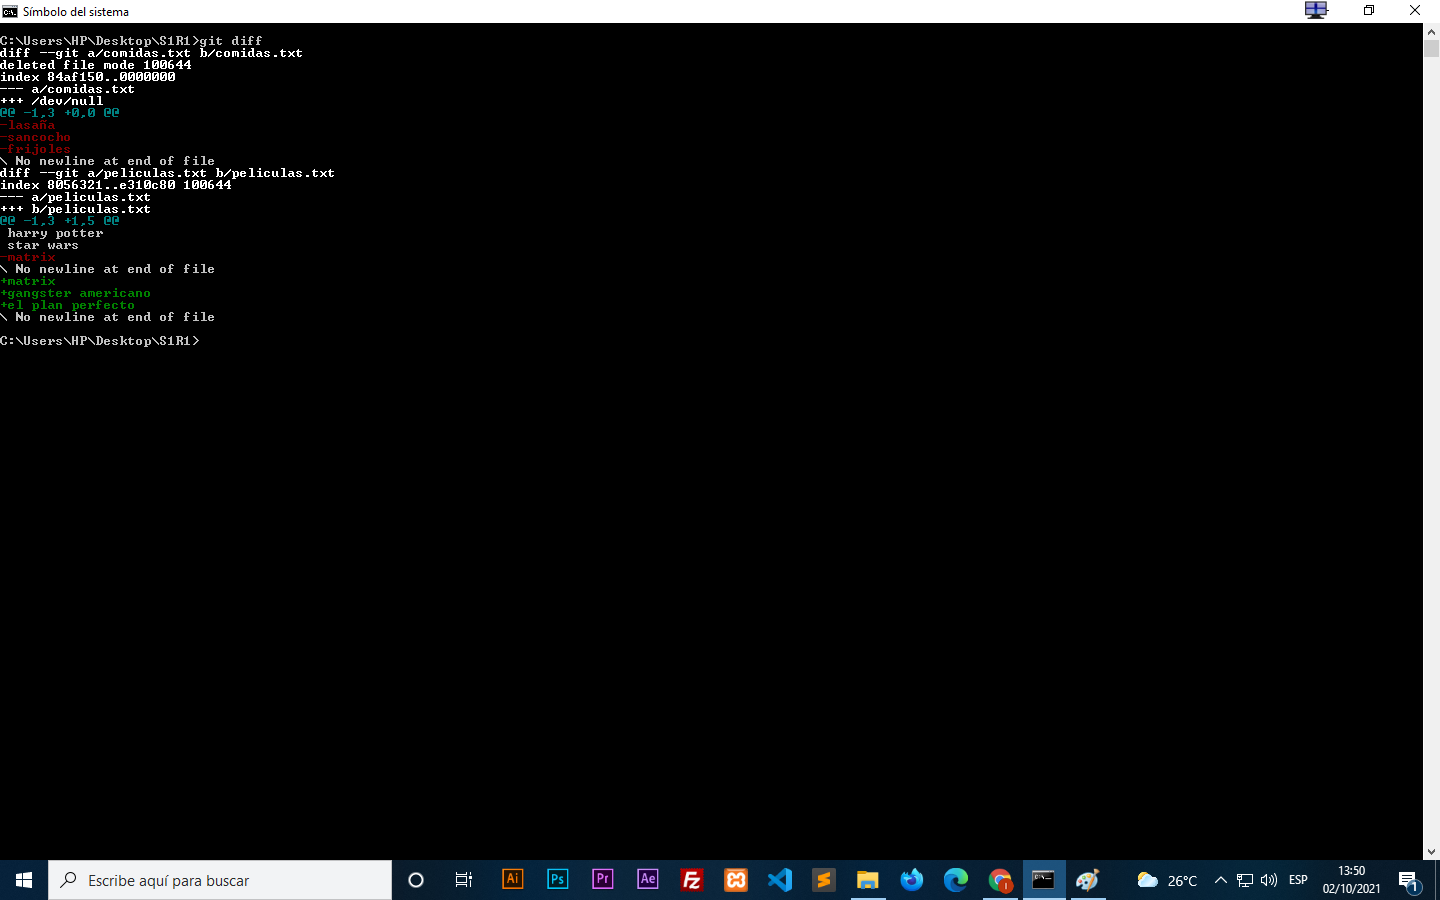 Símbolo del sistema
C:\Users\HP\Desktop\S1R1>git diff
diff --git a/comidas.txt b/comidas.txt
deleted file mode 100644
index 84af150..0000000
--- a/comidas.txt
+++ /dev/null
@@ -1,3 +0,0 @@
-lasaña
-sancocho
-frijoles
\ No newline at end of file
diff --git a/peliculas.txt b/peliculas.txt
index 8056321..e310c80 100644
--- a/peliculas.txt
+++ b/peliculas.txt
@@ -1,3 +1,5 @@
 harry potter
 star wars
-matrix
\ No newline at end of file
+matrix
+gangster americano
+el plan perfecto
\ No newline at end of file
C:\Users\HP\Desktop\S1R1>
Escribe aquí para buscar
Ai
Ps
Pr
Ae
Fz
26°C
ESP
13:50
02/10/2021
1